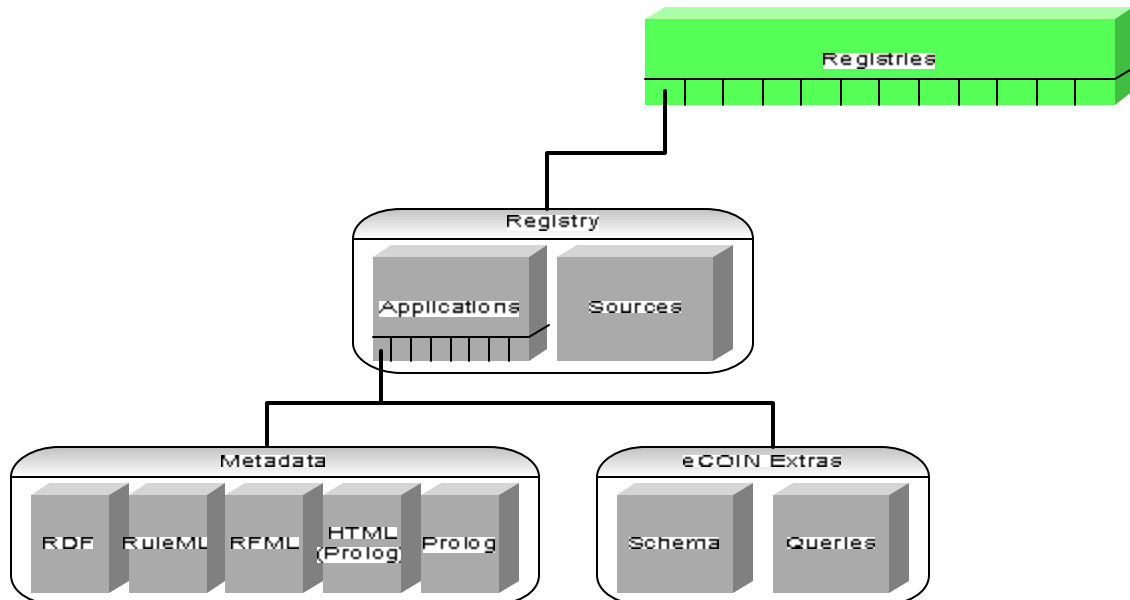 Registries
Registry
Applications
Sources
Metadata
eCOIN Extras
RDF
RuleML
RFML
HTML
(Prolog)
Prolog
Schema
Queries